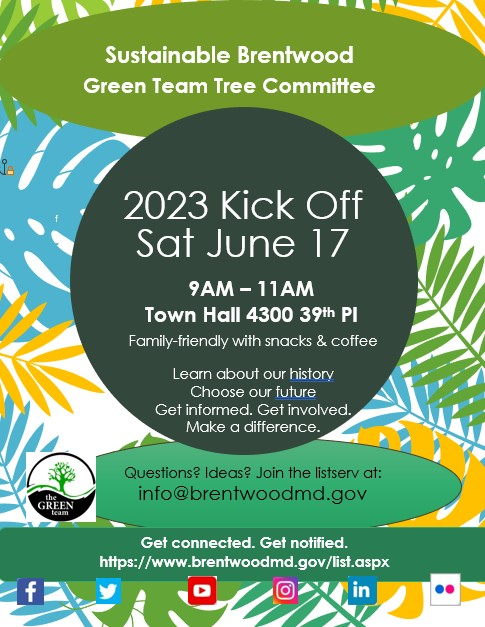 Sustainable Brentwood
Green Team Tree Committee
2023 Kick Off
Sat June 17
9AM – 11AM
Town Hall 4300 39th Pl
Family-friendly with snacks & coffee
Learn about our history
Choose our future
Get informed. Get involved.
Make a difference.
Questions? Ideas? Join the listserv at:
info@brentwoodmd.gov
the
GREEN
team
Get connected. Get notified.
https://www.brentwoodmd.gov/list.aspx